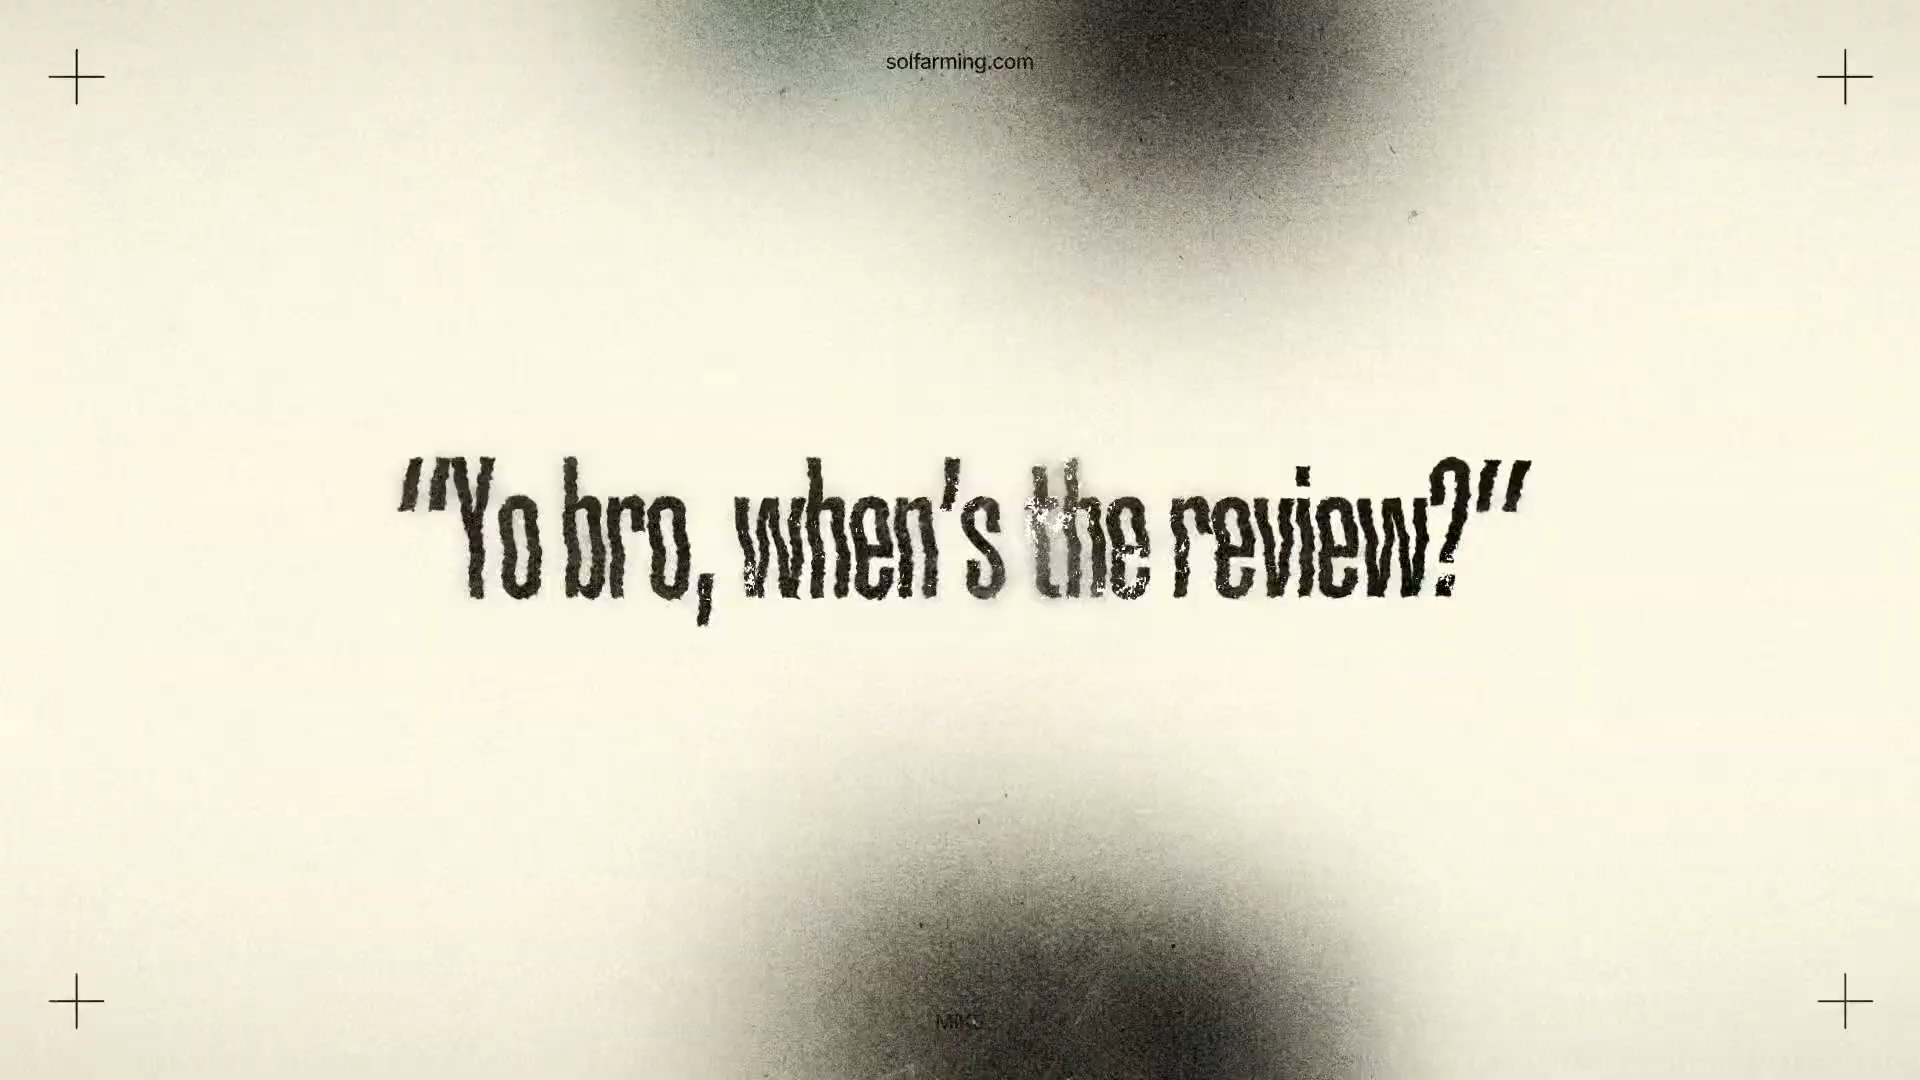 solfarming.com
“Yo bro, when's the review?”